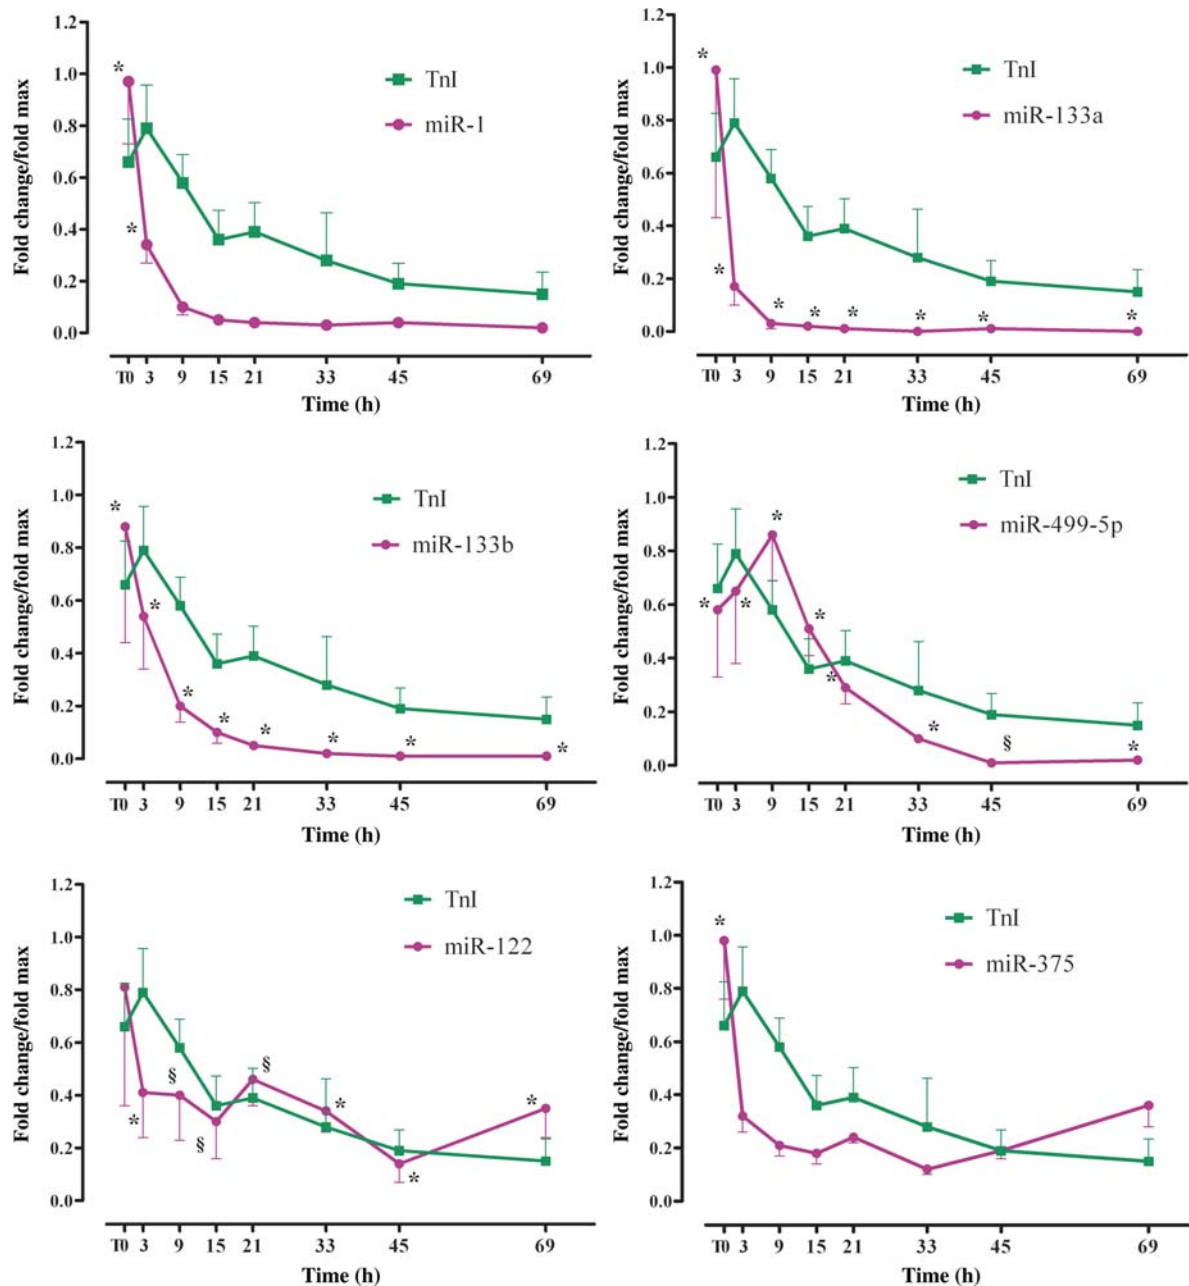 Fold change/fold max
1.2
1.0
0.8
0.6
0.4
0.2
0.0
*
*
TnI
miR-1
T0 3 9 15 21 33 45 69
Time (h)
Fold change/fold max
1.2
1.0
0.8
0.6
0.4
0.2
0.0
*
*
* * * * * *
TnI
miR-133a
T0 3 9 15 21 33 45 69
Time (h)
Fold change/fold max
1.2
1.0
0.8
0.6
0.4
0.2
0.0
*
*
* * * * * *
TnI
miR-133b
T0 3 9 15 21 33 45 69
Time (h)
Fold change/fold max
1.2
1.0
0.8
0.6
0.4
0.2
0.0
* * * * * * § *
TnI
miR-499-5p
T0 3 9 15 21 33 45 69
Time (h)
Fold change/fold max
1.2
1.0
0.8
0.6
0.4
0.2
0.0
* § § § * * *
TnI
miR-122
T0 3 9 15 21 33 45 69
Time (h)
Fold change/fold max
1.2
1.0
0.8
0.6
0.4
0.2
0.0
*
TnI
miR-375
T0 3 9 15 21 33 45 69
Time (h)